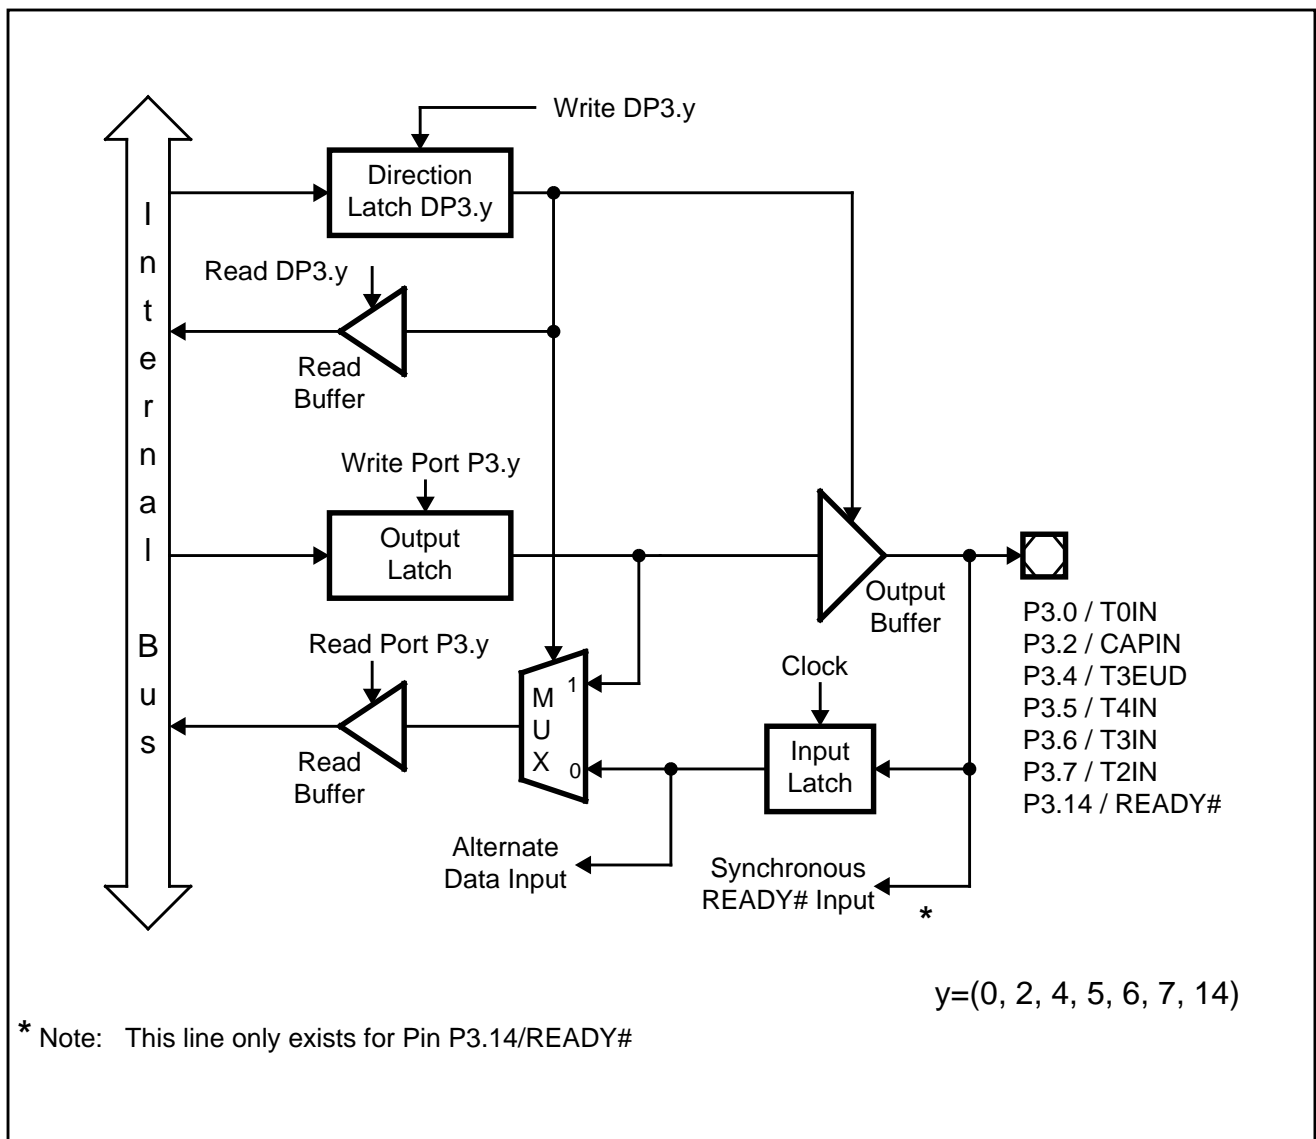 Write DP3.y
Direction
Latch DP3.y
Internal Bus
Read DP3.y
Read
Buffer
Write Port P3.y
Output
Latch
Output
Buffer
Read Port P3.y
Read
Buffer
MUX
1
0
Clock
Input
Latch
P3.0 / T0IN
P3.2 / CAPIN
P3.4 / T3EUD
P3.5 / T4IN
P3.6 / T3IN
P3.7 / T2IN
P3.14 / READY#
Alternate
Data Input
Synchronous
READY# Input
*
y=(0, 2, 4, 5, 6, 7, 14)
* Note: This line only exists for Pin P3.14/READY#